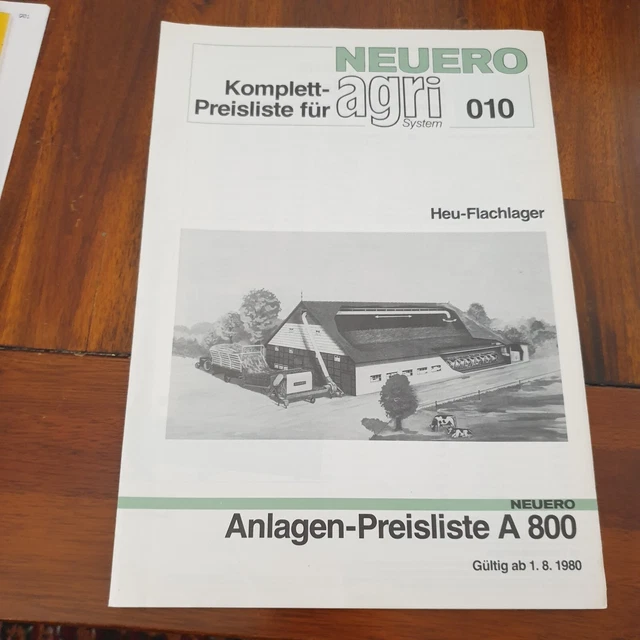 NEUERO
Komplett-
Preisliste für
agri
System
010
Heu-Flachlager
NEUERO
Anlagen-Preisliste A 800
Gültig ab 1. 8. 1980